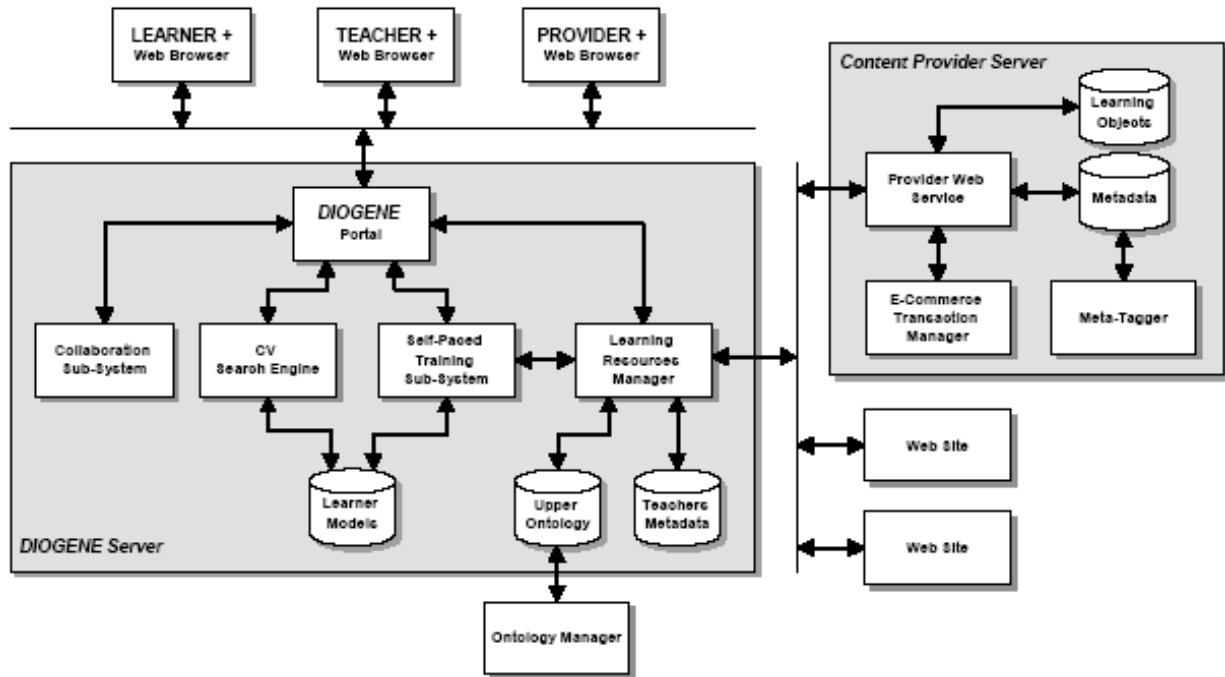 LEARNER +
Web Browser
TEACHER +
Web Browser
PROVIDER +
Web Browser
Content Provider Server
Learning
Objects
Provider Web
Service
Metadata
E-Commerce
Transaction
Manager
Meta-Tagger
DIOGENE
Portal
Collaboration
Sub-System
CV
Search Engine
Self-Paced
Training
Sub-System
Learning
Resources
Manager
Learner
Models
Upper
Ontology
Teachers
Metadata
DIOGENE Server
Web Site
Web Site
Ontology Manager